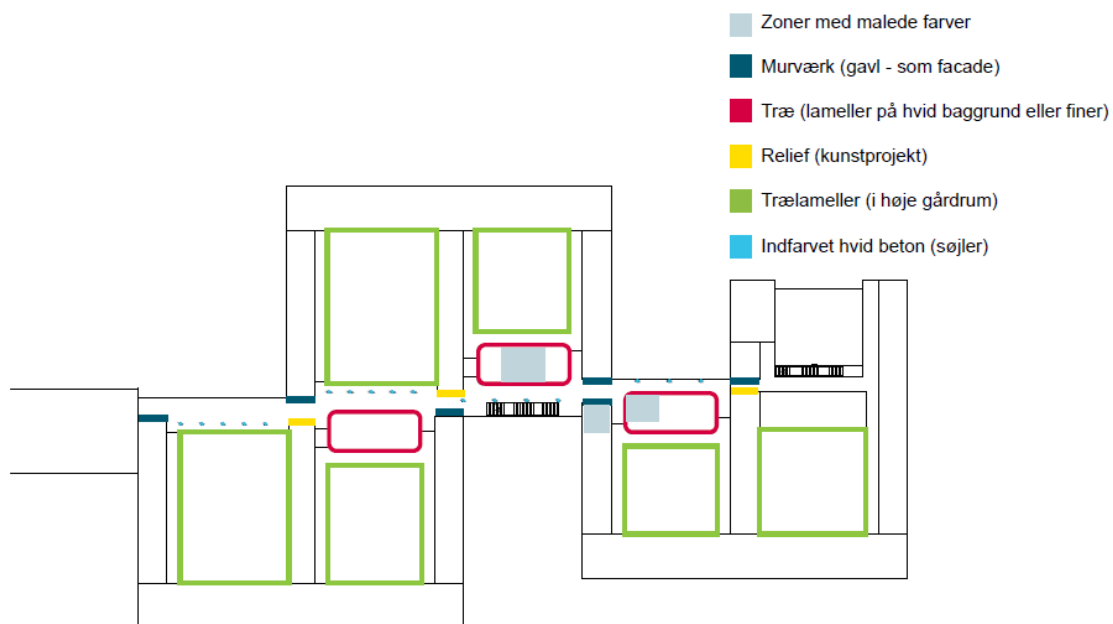 Zoner med malede farver
Murværk (gavl - som facade)
Træ (lameller på hvid baggrund eller finer)
Relief (kunstprojekt)
Trælameller (i høje gårdrum)
Indfarvet hvid beton (søjler)